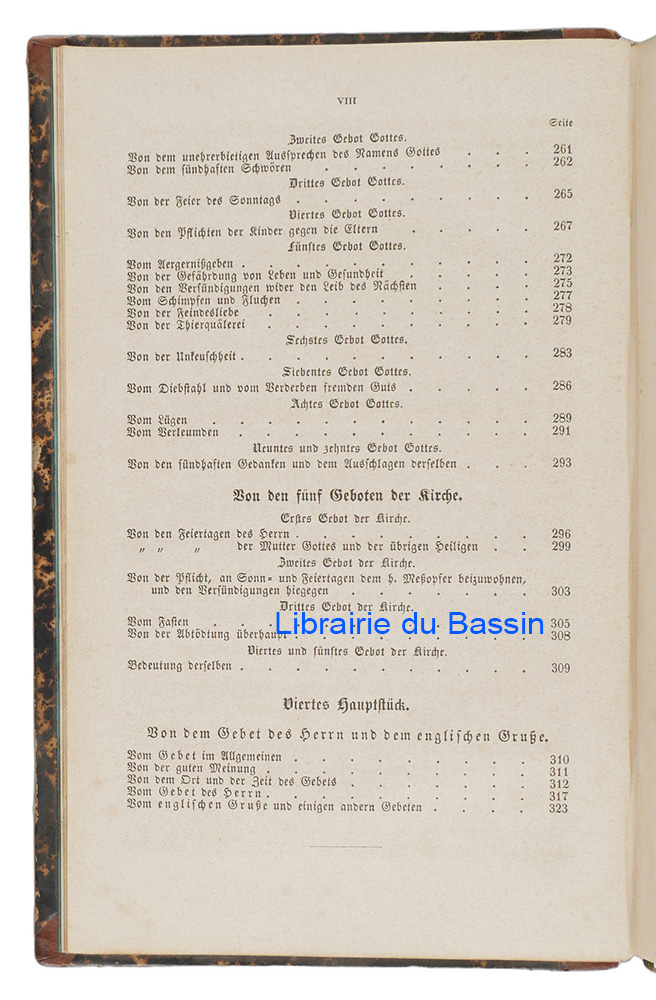 VIII
Seite
Zweites Gebot Gottes.
Von dem unehrerbietigen Aussprechen des Namens Gottes . . . 261
Von dem sündhaften Schwören . . . . . . . 262
Drittes Gebot Gottes.
Von der Feier des Sonntags . . . . . . . . 265
Viertes Gebot Gottes.
Von den Pflichten der Kinder gegen die Eltern . . . . 267
Fünftes Gebot Gottes.
Vom Aergernißgeben . . . . . . . . . . 272
Von der Gefährdung von Leben und Gesundheit . . . . . 273
Von den Versündigungen wider den Leib des Nächsten . . . . 275
Vom Schimpfen und Fluchen . . . . . . . . 277
Von der Feindesliebe . . . . . . . . . 278
Von der Thierquälerei . . . . . . . . . 279
Sechstes Gebot Gottes.
Von der Unkeuschheit . . . . . . . . . . 283
Siebentes Gebot Gottes.
Vom Diebstahl und vom Verderben fremden Guts . . . . . 286
Achtes Gebot Gottes.
Vom Lügen . . . . . . . . . . . 289
Vom Verleumden . . . . . . . . . . 291
Neuntes und zehntes Gebot Gottes.
Von den sündhaften Gedanken und dem Ausschlagen derselben . . . 293
Von den fünf Geboten der Kirche.
Erstes Gebot der Kirche.
Von den Feiertagen des Herrn . . . . . . . . 296
„ „ „ der Mutter Gottes und der übrigen Heiligen . . 299
Zweites Gebot der Kirche.
Von der Pflicht, an Sonn- und Feiertagen dem h. Meßopfer beizuwohnen,
und den Versündigungen hiegegen . . . . . . 303
Drittes Gebot der Kirche.
Vom Fasten . . . . . . . . . . . 305
Von der Abtödtung überhaupt . . . . . . . . 308
Librairie du Bassin
Viertes und fünftes Gebot der Kirche.
Bedeutung derselben . . . . . . . . . . 309
Viertes Hauptstück.
Von dem Gebet des Herrn und dem englischen Gruße.
Vom Gebet im Allgemeinen . . . . . . . . 310
Von der guten Meinung . . . . . . . . . 311
Von dem Ort und der Zeit des Gebets . . . . . . 312
Vom Gebet des Herrn . . . . . . . . . 317
Vom englischen Gruße und einigen andern Gebeten . . . . 323